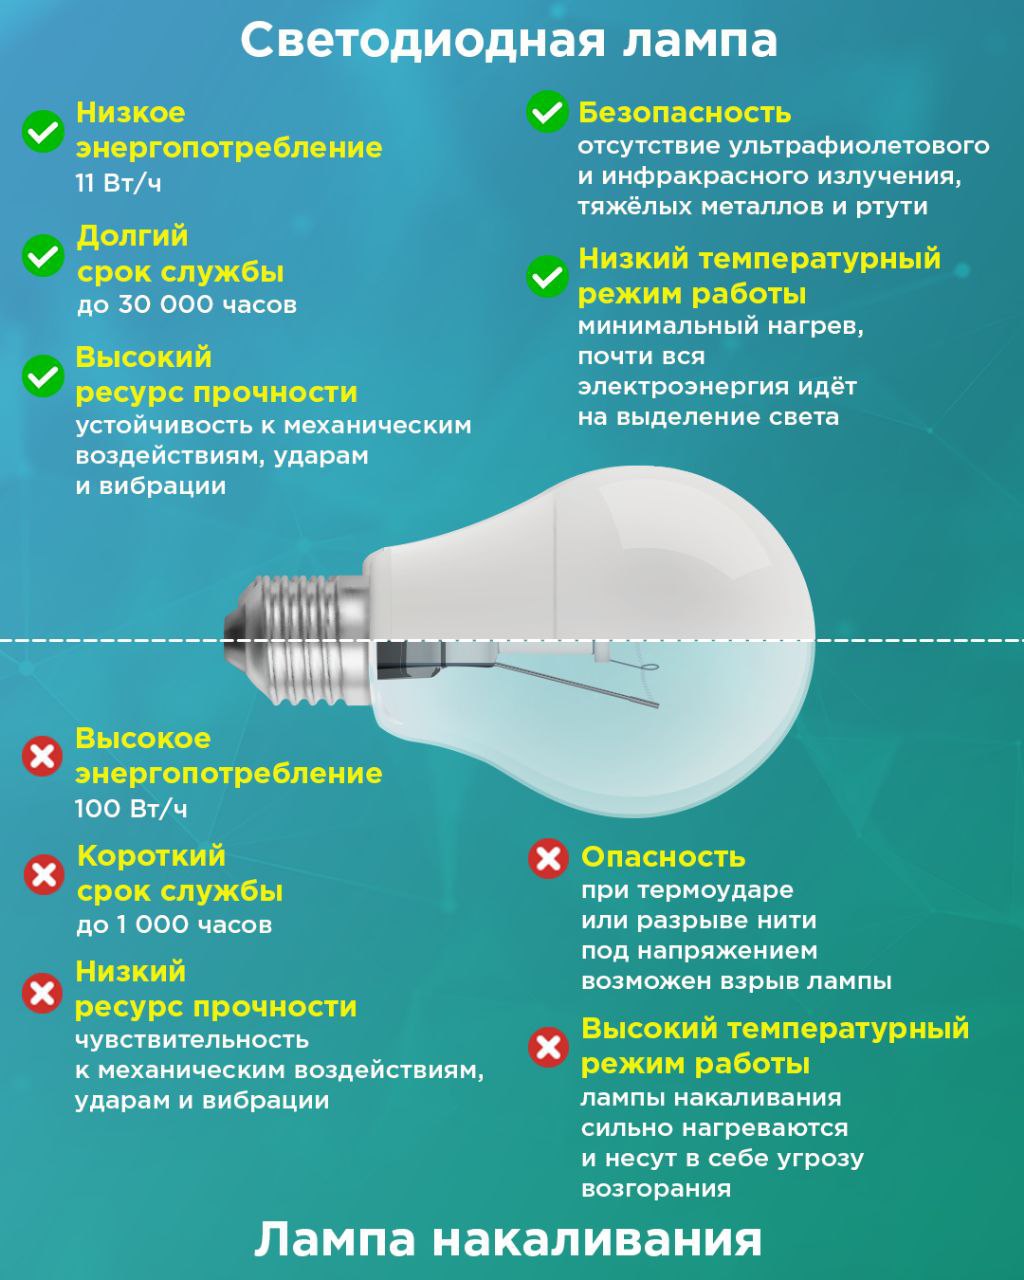 Светодиодная лампа
Низкое
энергопотребление
11 Вт/ч
Долгий
срок службы
до 30 000 часов
Высокий
ресурс прочности
устойчивость к механическим
воздействиям, ударам
и вибрации
Безопасность
отсутствие ультрафиолетового
и инфракрасного излучения,
тяжёлых металлов и ртути
Низкий температурный
режим работы
минимальный нагрев,
почти вся
электроэнергия идёт
на выделение света
Высокое
энергопотребление
100 Вт/ч
Короткий
срок службы
до 1 000 часов
Низкий
ресурс прочности
чувствительность
к механическим воздействиям,
ударам и вибрации
Опасность
при термоударе
или разрыве нити
под напряжением
возможен взрыв лампы
Высокий температурный
режим работы
лампы накаливания
сильно нагреваются
и несут в себе угрозу
возгорания
Лампа накаливания